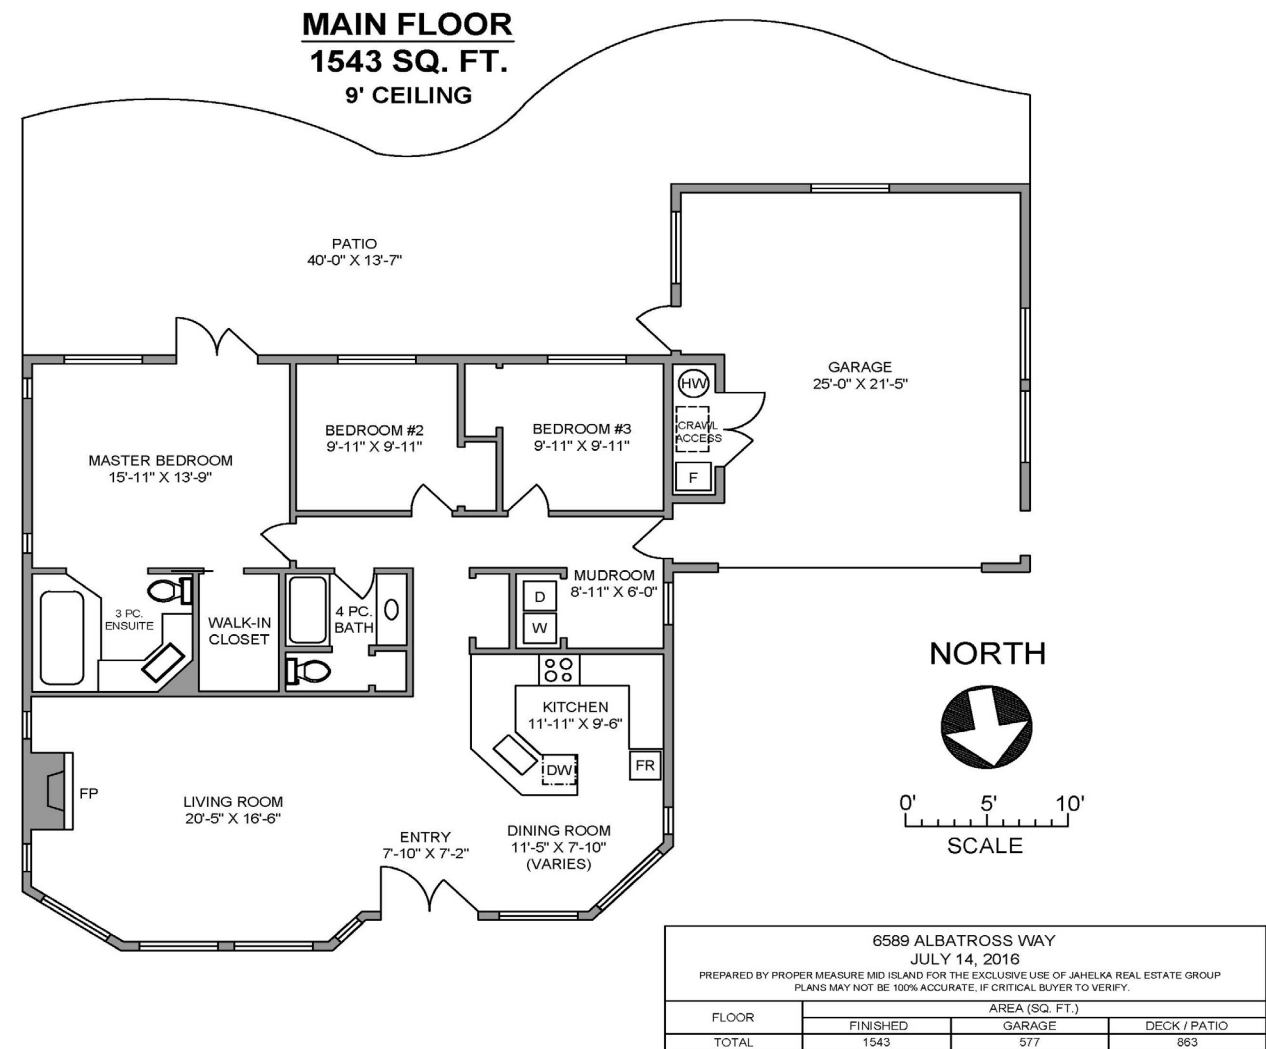 MAIN FLOOR
1543 SQ. FT.
9' CEILING
PATIO
40'-0" X 13'-7"
GARAGE
25'-0" X 21'-5"
HW
CRAWL
ACCESS
F
BEDROOM #2
9'-11" X 9'-11"
BEDROOM #3
9'-11" X 9'-11"
MASTER BEDROOM
15'-11" X 13'-9"
MUDROOM
8'-11" X 6'-0"
D
W
3 PC.
ENSUITE
WALK-IN
CLOSET
4 PC.
BATH
KITCHEN
11'-11" X 9'-6"
DW
FR
FP
LIVING ROOM
20'-5" X 16'-6"
ENTRY
7'-10" X 7'-2"
DINING ROOM
11'-5" X 7'-10"
(VARIES)
NORTH
0' 5' 10'
SCALE
6589 ALBATROSS WAY
JULY 14, 2016
PREPARED BY PROPER MEASURE MID ISLAND FOR THE EXCLUSIVE USE OF JAHELKA REAL ESTATE GROUP
PLANS MAY NOT BE 100% ACCURATE, IF CRITICAL BUYER TO VERIFY.
FLOOR AREA (SQ. FT.)
FINISHED GARAGE DECK / PATIO
TOTAL 1543 577 863